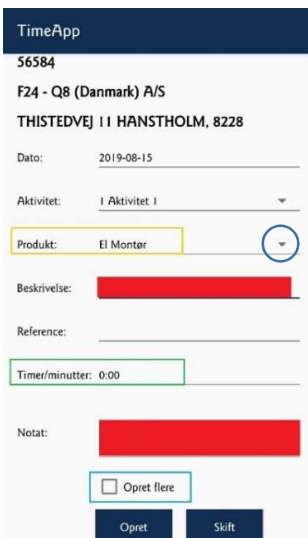 TimeApp
56584
F24 - Q8 (Danmark) A/S
THISTEDVEJ 11 HANSTHOLM, 8228
Dato: 2019-08-15
Aktivitet: 1 Aktivitet 1
Produkt: El Montør
Beskrivelse:
Reference:
Timer/minutter: 0:00
Notat:
Opret flere
Opret Skift